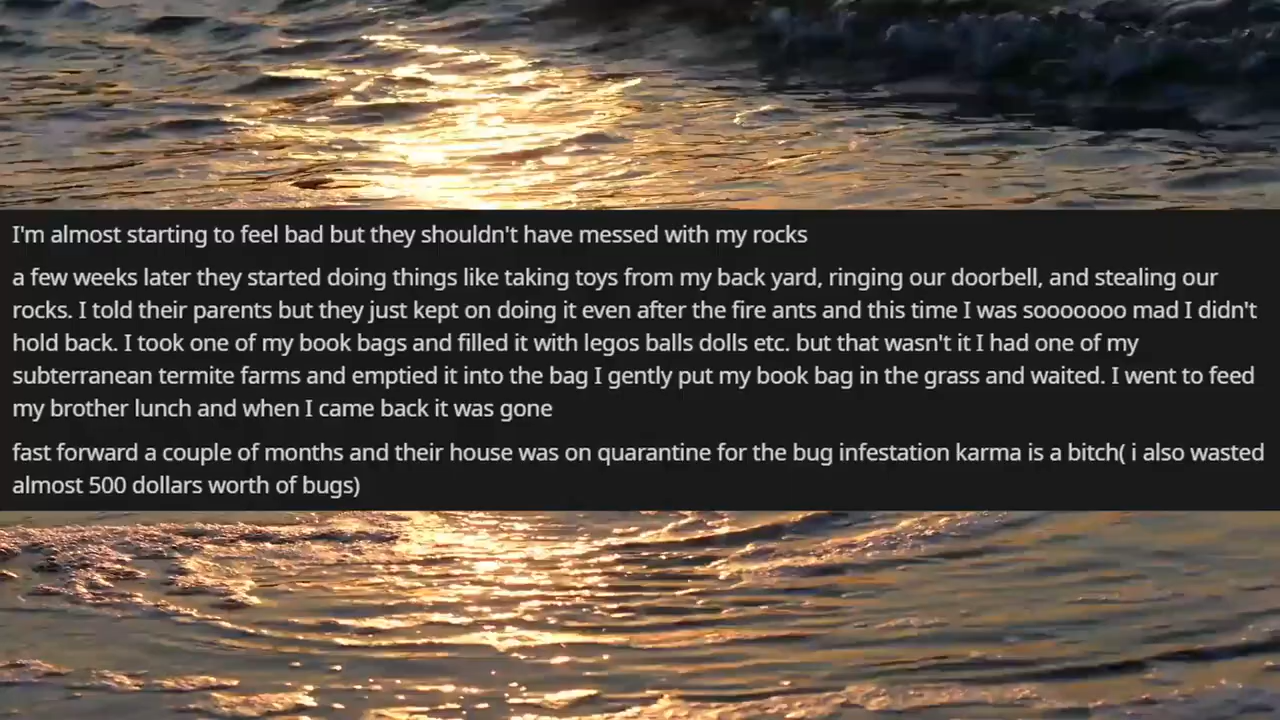 I'm almost starting to feel bad but they shouldn't have messed with my rocks
a few weeks later they started doing things like taking toys from my back yard, ringing our doorbell, and stealing our
rocks. I told their parents but they just kept on doing it even after the fire ants and this time I was sooooooo mad I didn't
hold back. I took one of my book bags and filled it with legos balls dolls etc. but that wasn't it I had one of my
subterranean termite farms and emptied it into the bag I gently put my book bag in the grass and waited. I went to feed
my brother lunch and when I came back it was gone
fast forward a couple of months and their house was on quarantine for the bug infestation karma is a bitch( i also wasted
almost 500 dollars worth of bugs)